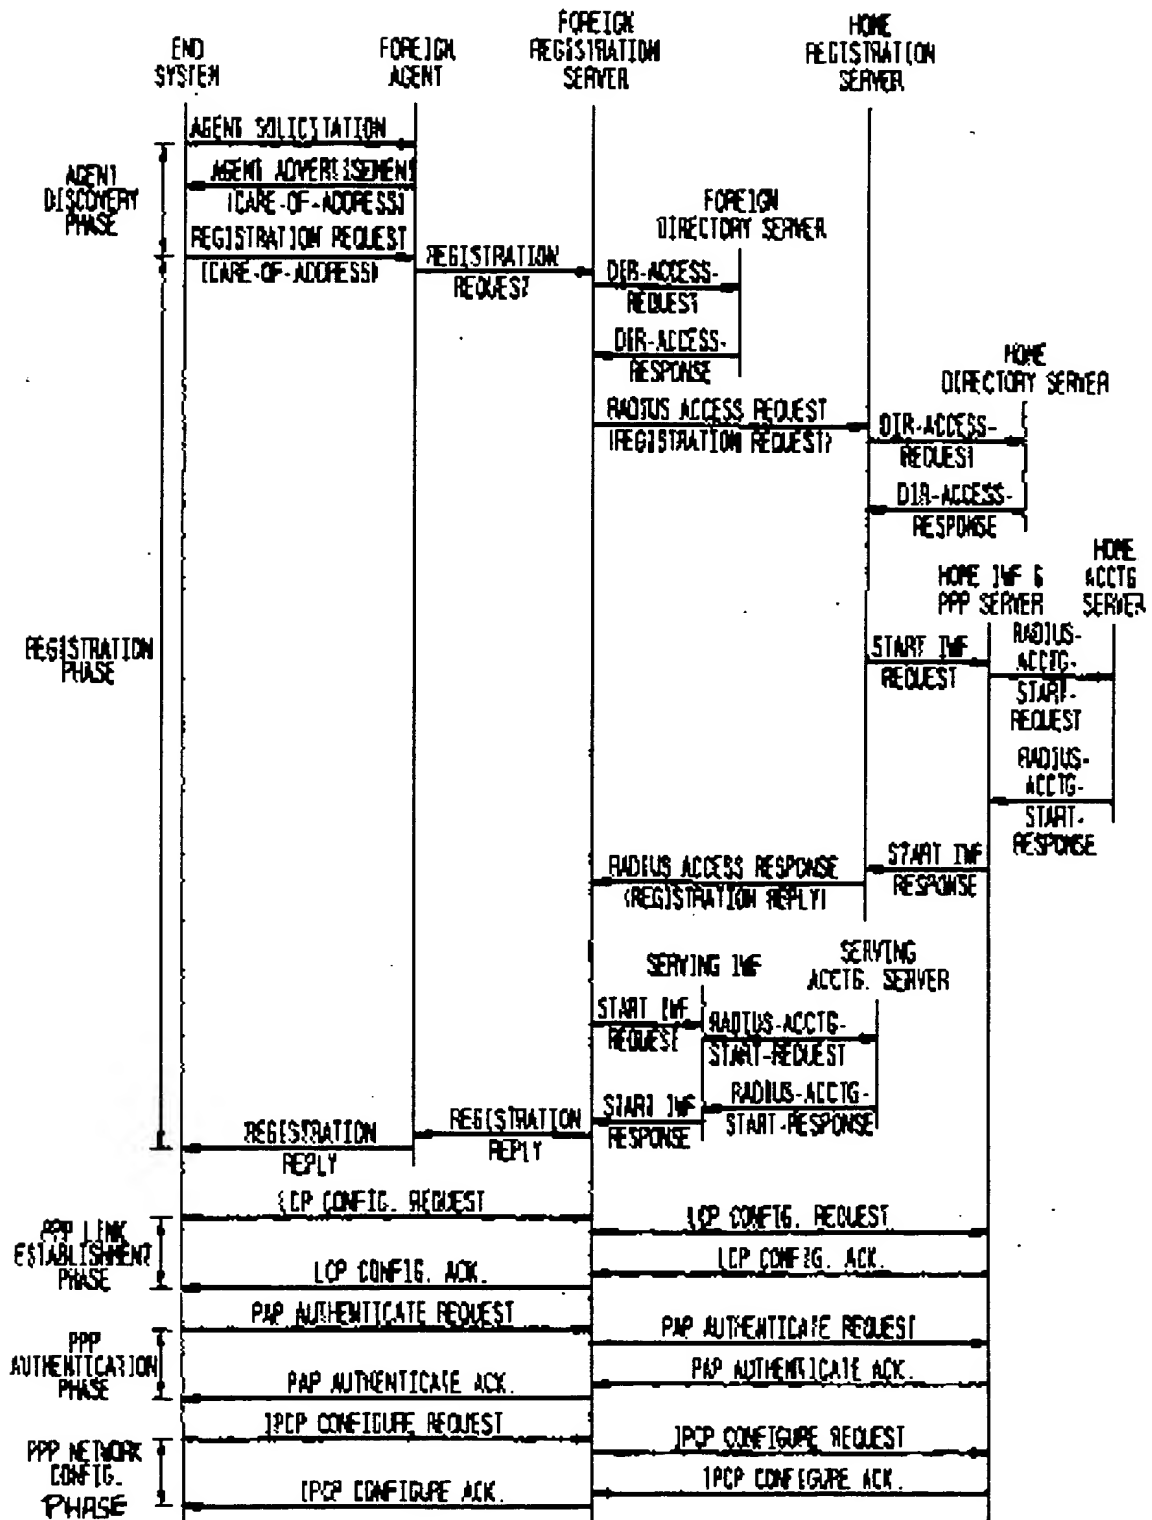 END
SYSTEM
FOREIGN
AGENT
FOREIGN
REGISTRATION
SERVER
HOME
REGISTRATION
SERVER
AGENT SOLICITATION
AGENT ADVERTISEMENT
(CARE-OF-ADDRESS)
AGENT
DISCOVERY
PHASE
REGISTRATION REQUEST
(CARE-OF-ADDRESS)
REGISTRATION
REQUEST
FOREIGN
DIRECTORY SERVER
DIR-ACCESS-
REQUEST
DIR-ACCESS-
RESPONSE
HOME
DIRECTORY SERVER
RADIUS ACCESS REQUEST
(REGISTRATION REQUEST)
DIR-ACCESS-
REQUEST
DIR-ACCESS-
RESPONSE
HOME IWF &
PPP SERVER
HOME
ACCTG
SERVER
REGISTRATION
PHASE
START IWF
REQUEST
RADIUS-
ACCTG-
START-
REQUEST
RADIUS-
ACCTG-
START-
RESPONSE
START IWF
RESPONSE
RADIUS ACCESS RESPONSE
(REGISTRATION REPLY)
SERVING IWF
SERVING
ACCTG. SERVER
START IWF
REQUEST
RADIUS-ACCTG-
START-REQUEST
RADIUS-ACCTG-
START-RESPONSE
START IWF
RESPONSE
REGISTRATION
REPLY
REGISTRATION
REPLY
PPP LINK
ESTABLISHMENT
PHASE
LCP CONFIG. REQUEST
LCP CONFIG. REQUEST
LCP CONFIG. ACK.
LCP CONFIG. ACK.
PPP
AUTHENTICATION
PHASE
PAP AUTHENTICATE REQUEST
PAP AUTHENTICATE REQUEST
PAP AUTHENTICATE ACK.
PAP AUTHENTICATE ACK.
PPP NETWORK
CONFIG.
PHASE
IPCP CONFIGURE REQUEST
IPCP CONFIGURE REQUEST
IPCP CONFIGURE ACK.
IPCP CONFIGURE ACK.